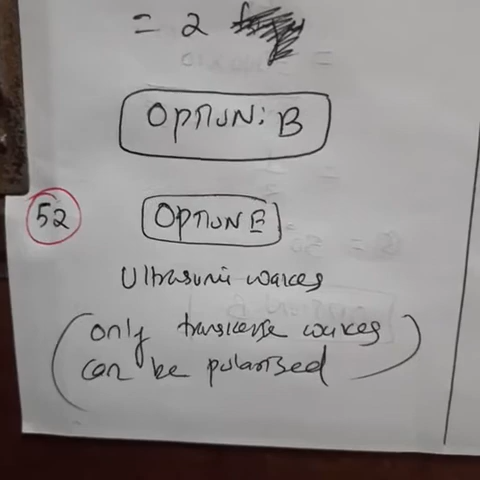 = 2
OPTION: B
52
OPTION E
Ultrasonic waves
(only transverse waves
can be polarised)